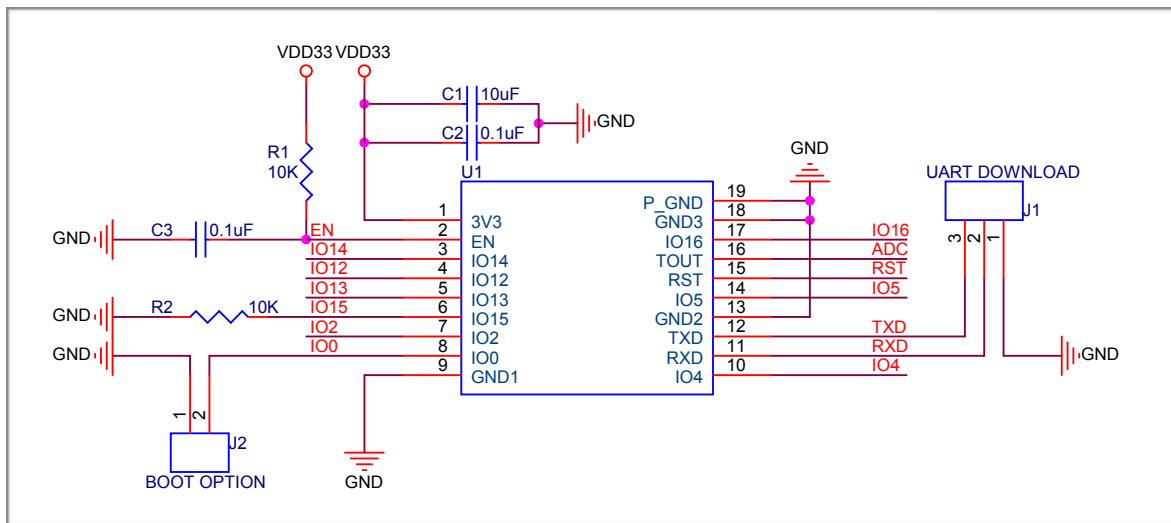 VDD33 VDD33
C1 10uF
GND
C2 0.1uF
R1
10K
U1
GND
UART DOWNLOAD
J1
GND
C3 0.1uF
EN
IO14
IO12
IO13
GND
R2 10K
IO15
IO2
GND
IO0
1 3V3
2 EN
3 IO14
4 IO12
5 IO13
6 IO15
7 IO2
8 IO0
9 GND1
P_GND 19
GND3 18
IO16 17 IO16
TOUT 16 ADC
RST 15 RST
IO5 14 IO5
GND2 13
TXD 12 TXD
RXD 11 RXD
IO4 10 IO4
3 2 1
GND
1 2
J2
BOOT OPTION
GND